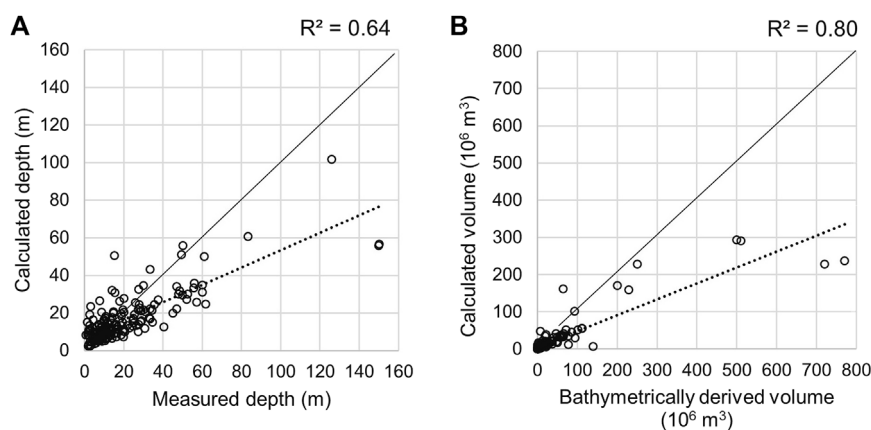 A
R² = 0.64
160
140
120
100
80
60
40
20
0
Calculated depth (m)
0 20 40 60 80 100 120 140 160
Measured depth (m)
B
R² = 0.80
800
700
600
500
400
300
200
100
0
Calculated volume (10⁶ m³)
0 100 200 300 400 500 600 700 800
Bathymetrically derived volume
(10⁶ m³)